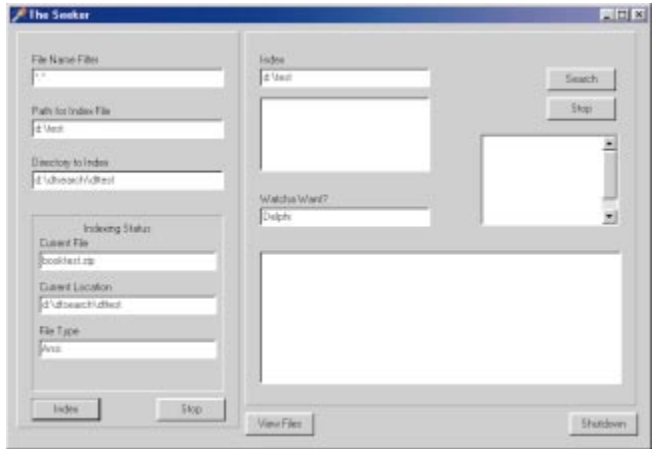 The Seeker
File Name Filter
*.*
Path for Index File
d:\test
Directory to Index
d:\dtsearch\dttest
Indexing Status
Current File
booktest.zip
Current Location
d:\dtsearch\dttest
File Type
Ansi
Index
Stop
Index
d:\test
Search
Stop
Watcha Want?
Delphi
View Files
Shutdown